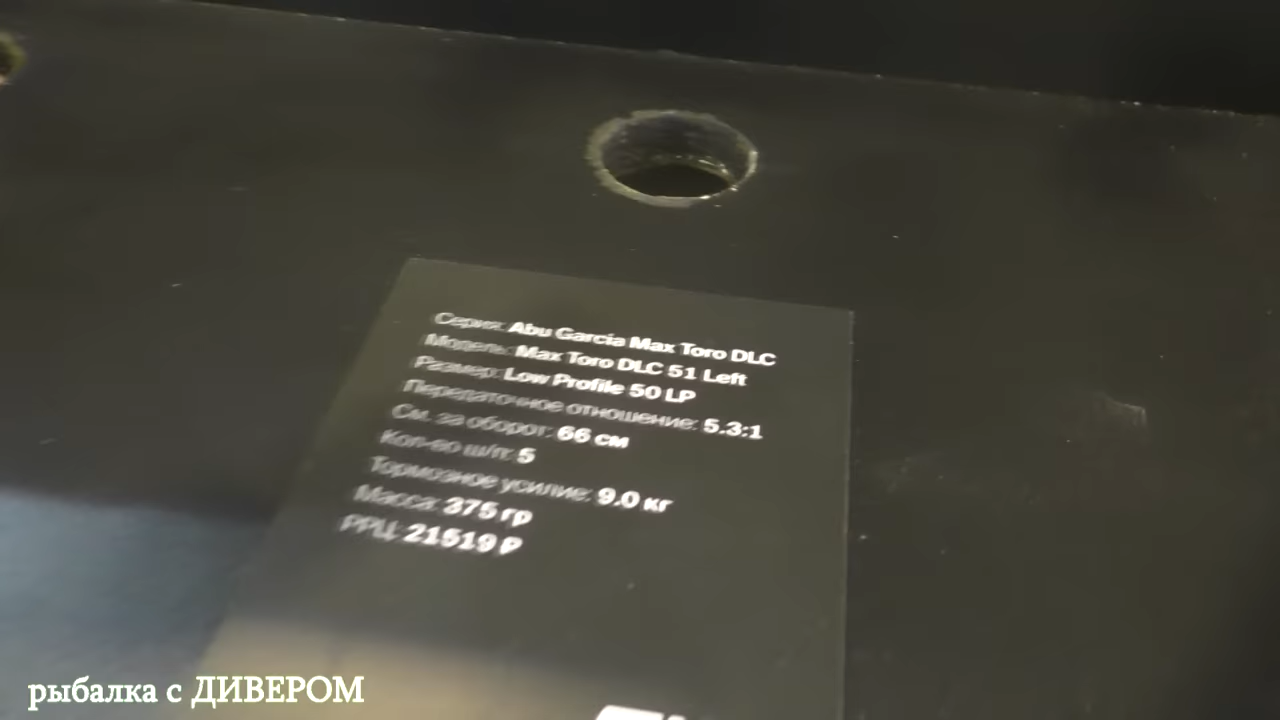 Серия: Abu Garcia Max Toro DLC
Модель: Max Toro DLC 51 Left
Размер: Low Profile 50 LP
Передаточное отношение: 5.3:1
См. за оборот: 66 см
Кол-во ш/п: 5
Тормозное усилие: 9.0 кг
Масса: 375 гр
РРЦ: 21519 ₽
рыбалка с ДИВЕРОМ